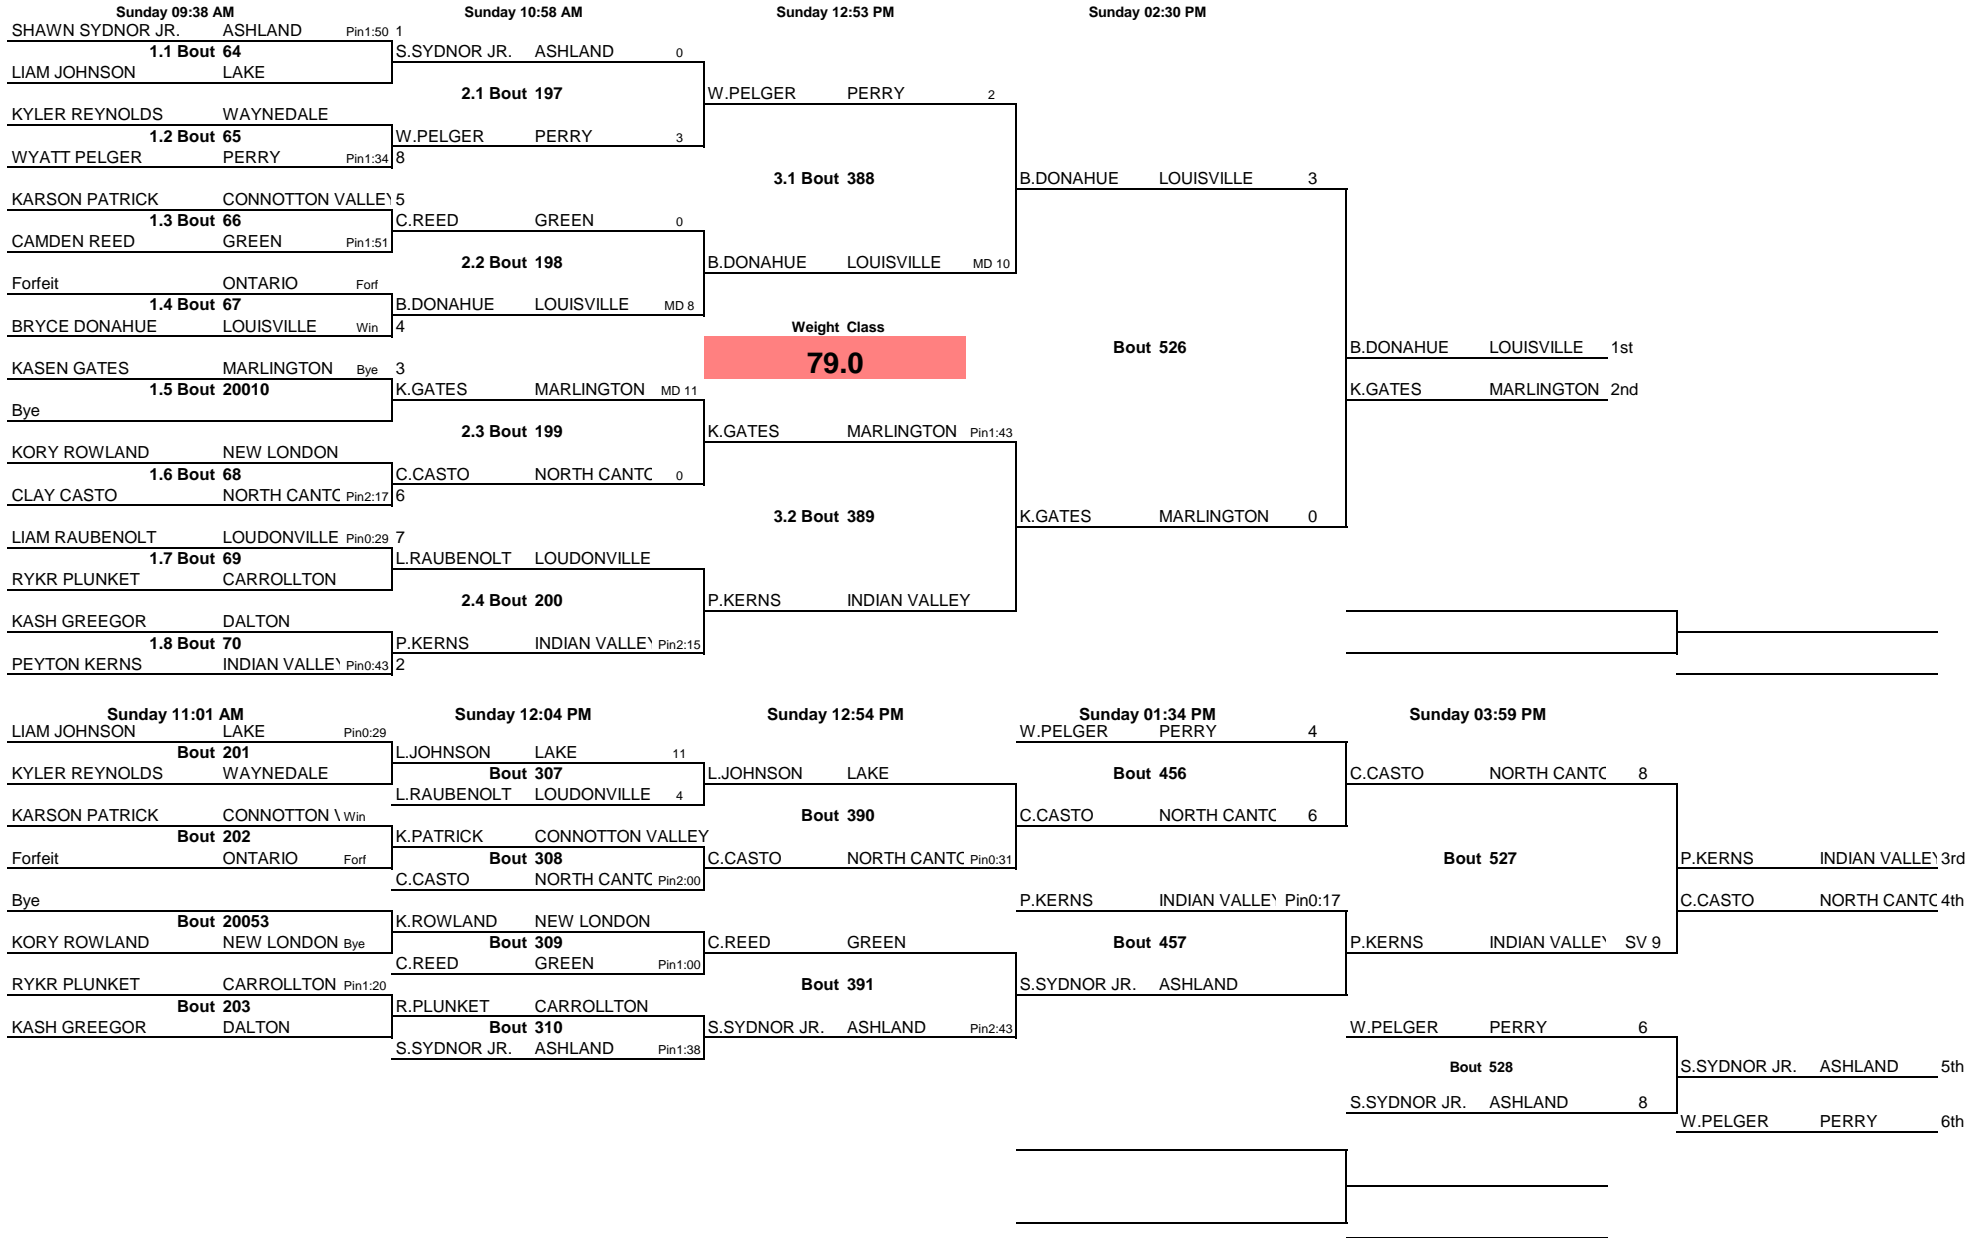 Sunday 09:38 AM Sunday 10:58 AM Sunday 12:53 PM Sunday 02:30 PM
SHAWN SYDNOR JR. ASHLAND Pin1:50 1
1.1 Bout 64 S.SYDNOR JR. ASHLAND 0
LIAM JOHNSON LAKE
2.1 Bout 197 W.PELGER PERRY 2
KYLER REYNOLDS WAYNEDALE
1.2 Bout 65 W.PELGER PERRY 3
WYATT PELGER PERRY Pin1:34 8
3.1 Bout 388 B.DONAHUE LOUISVILLE 3
KARSON PATRICK CONNOTTON VALLEY 5
1.3 Bout 66 C.REED GREEN 0
CAMDEN REED GREEN Pin1:51
2.2 Bout 198 B.DONAHUE LOUISVILLE MD 10
Forfeit ONTARIO Forf
1.4 Bout 67 B.DONAHUE LOUISVILLE MD 8
BRYCE DONAHUE LOUISVILLE Win 4 Weight Class
Bout 526 B.DONAHUE LOUISVILLE 1st
KASEN GATES MARLINGTON Bye 3 79.0
1.5 Bout 20010 K.GATES MARLINGTON MD 11 K.GATES MARLINGTON 2nd
Bye
2.3 Bout 199 K.GATES MARLINGTON Pin1:43
KORY ROWLAND NEW LONDON
1.6 Bout 68 C.CASTO NORTH CANTO 0
CLAY CASTO NORTH CANTO Pin2:17 6
3.2 Bout 389 K.GATES MARLINGTON 0
LIAM RAUBENOLT LOUDONVILLE Pin0:29 7
1.7 Bout 69 L.RAUBENOLT LOUDONVILLE
RYKR PLUNKET CARROLLTON
2.4 Bout 200 P.KERNS INDIAN VALLEY
KASH GREEGOR DALTON
1.8 Bout 70 P.KERNS INDIAN VALLEY Pin2:15
PEYTON KERNS INDIAN VALLEY Pin0:43 2
Sunday 11:01 AM Sunday 12:04 PM Sunday 12:54 PM Sunday 01:34 PM Sunday 03:59 PM
LIAM JOHNSON LAKE Pin0:29 W.PELGER PERRY 4
Bout 201 L.JOHNSON LAKE 11
KYLER REYNOLDS WAYNEDALE Bout 307 L.JOHNSON LAKE Bout 456 C.CASTO NORTH CANTO 8
L.RAUBENOLT LOUDONVILLE 4
KARSON PATRICK CONNOTTON V Win Bout 390 C.CASTO NORTH CANTO 6
Bout 202 K.PATRICK CONNOTTON VALLEY
Forfeit ONTARIO Forf Bout 308 C.CASTO NORTH CANTO Pin0:31 Bout 527 P.KERNS INDIAN VALLEY 3rd
C.CASTO NORTH CANTO Pin2:00
Bye P.KERNS INDIAN VALLEY Pin0:17 C.CASTO NORTH CANTO 4th
Bout 20053 K.ROWLAND NEW LONDON
KORY ROWLAND NEW LONDON Bye Bout 309 C.REED GREEN Bout 457 P.KERNS INDIAN VALLEY SV 9
C.REED GREEN Pin1:00
RYKR PLUNKET CARROLLTON Pin1:20 Bout 391 S.SYDNOR JR. ASHLAND
Bout 203 R.PLUNKET CARROLLTON
KASH GREEGOR DALTON Bout 310 S.SYDNOR JR. ASHLAND Pin2:43 W.PELGER PERRY 6
S.SYDNOR JR. ASHLAND Pin1:38
Bout 528 S.SYDNOR JR. ASHLAND 5th
S.SYDNOR JR. ASHLAND 8
W.PELGER PERRY 6th